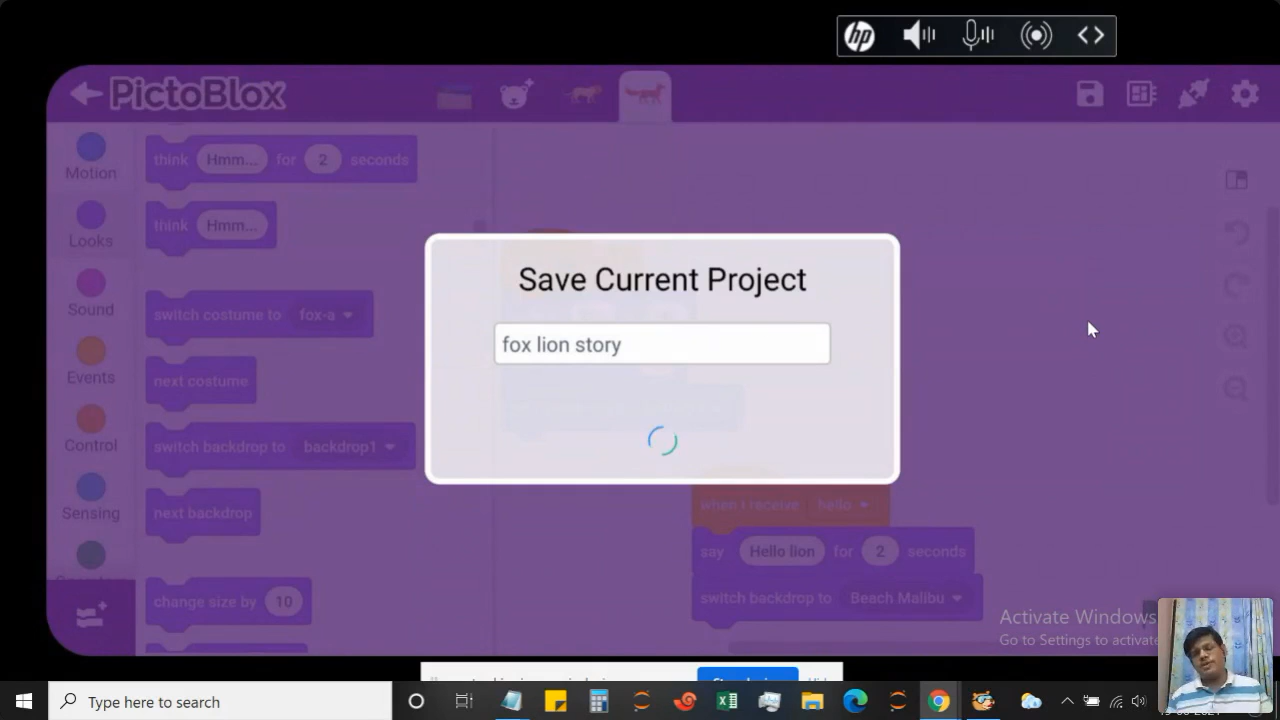 hp
PictoBlox
Motion
Looks
Sound
Events
Control
Sensing
think Hmm... for 2 seconds
think Hmm...
switch costume to fox-a
next costume
switch backdrop to backdrop1
next backdrop
change size by 10
Save Current Project
fox lion story
when I receive hello
say Hello lion for 2 seconds
switch backdrop to Beach Malibu
Activate Windows
Go to Settings to activate
Type here to search